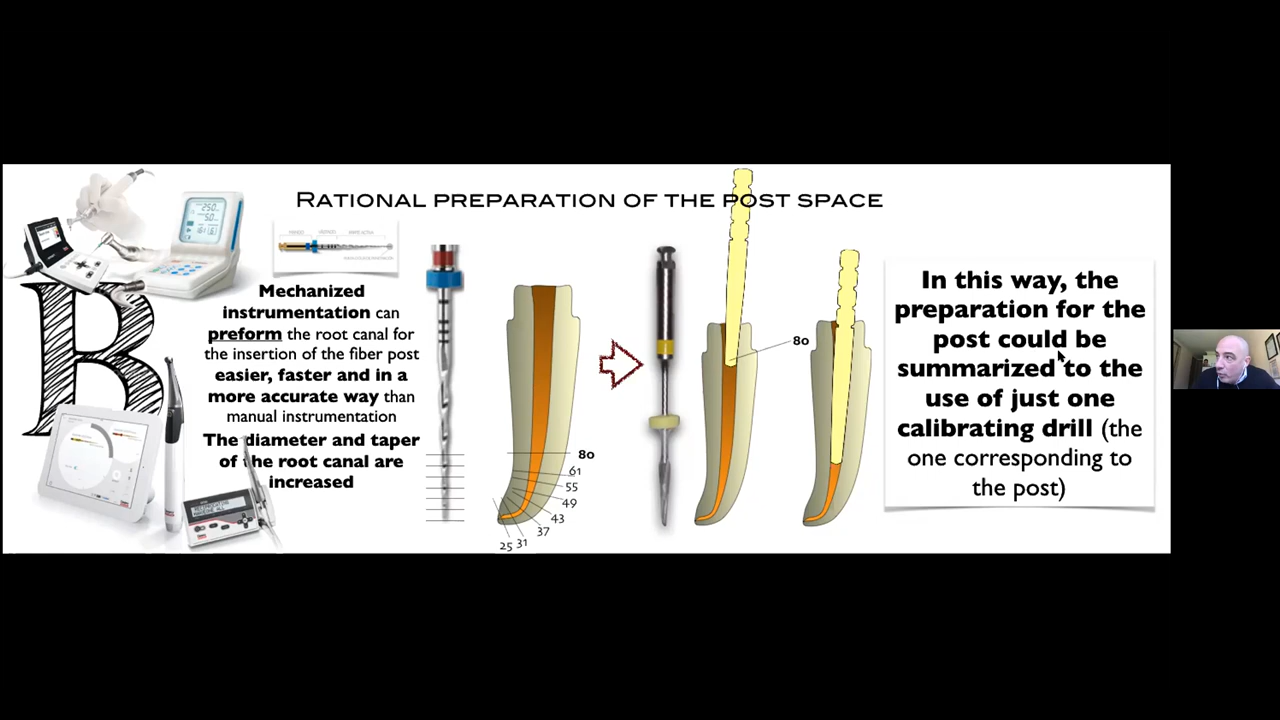 RATIONAL PREPARATION OF THE POST SPACE
B
Mechanized
instrumentation can
preform the root canal for
the insertion of the fiber post
easier, faster and in a
more accurate way than
manual instrumentation
The diameter and taper
of the root canal are
increased
80
61
55
49
43
37
31
25
80
In this way, the
preparation for the
post could be
summarized to the
use of just one
calibrating drill (the
one corresponding to
the post)